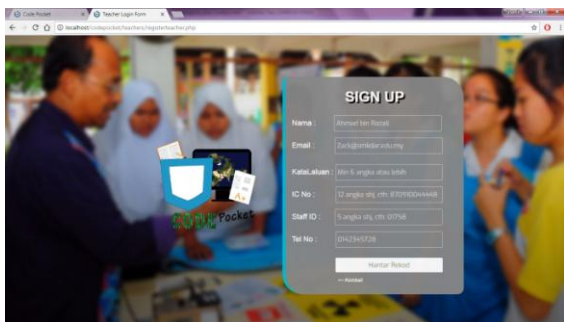 Code Pocket
Teacher Login Form
localhost/codepocket/teachers/registerteacher.php
SIGN UP
Nama : Ahmad bin Razali
Email : Zack@smkdar.edu.my
KataLaluan : Min 6 angka atau lebih
IC No : 12 angka shj, cth: 870910044448
Staff ID : 5 angka shj, cth: 01758
Tel No : 0142345728
Hantar Rekod
<< Kembali
CODE Pocket